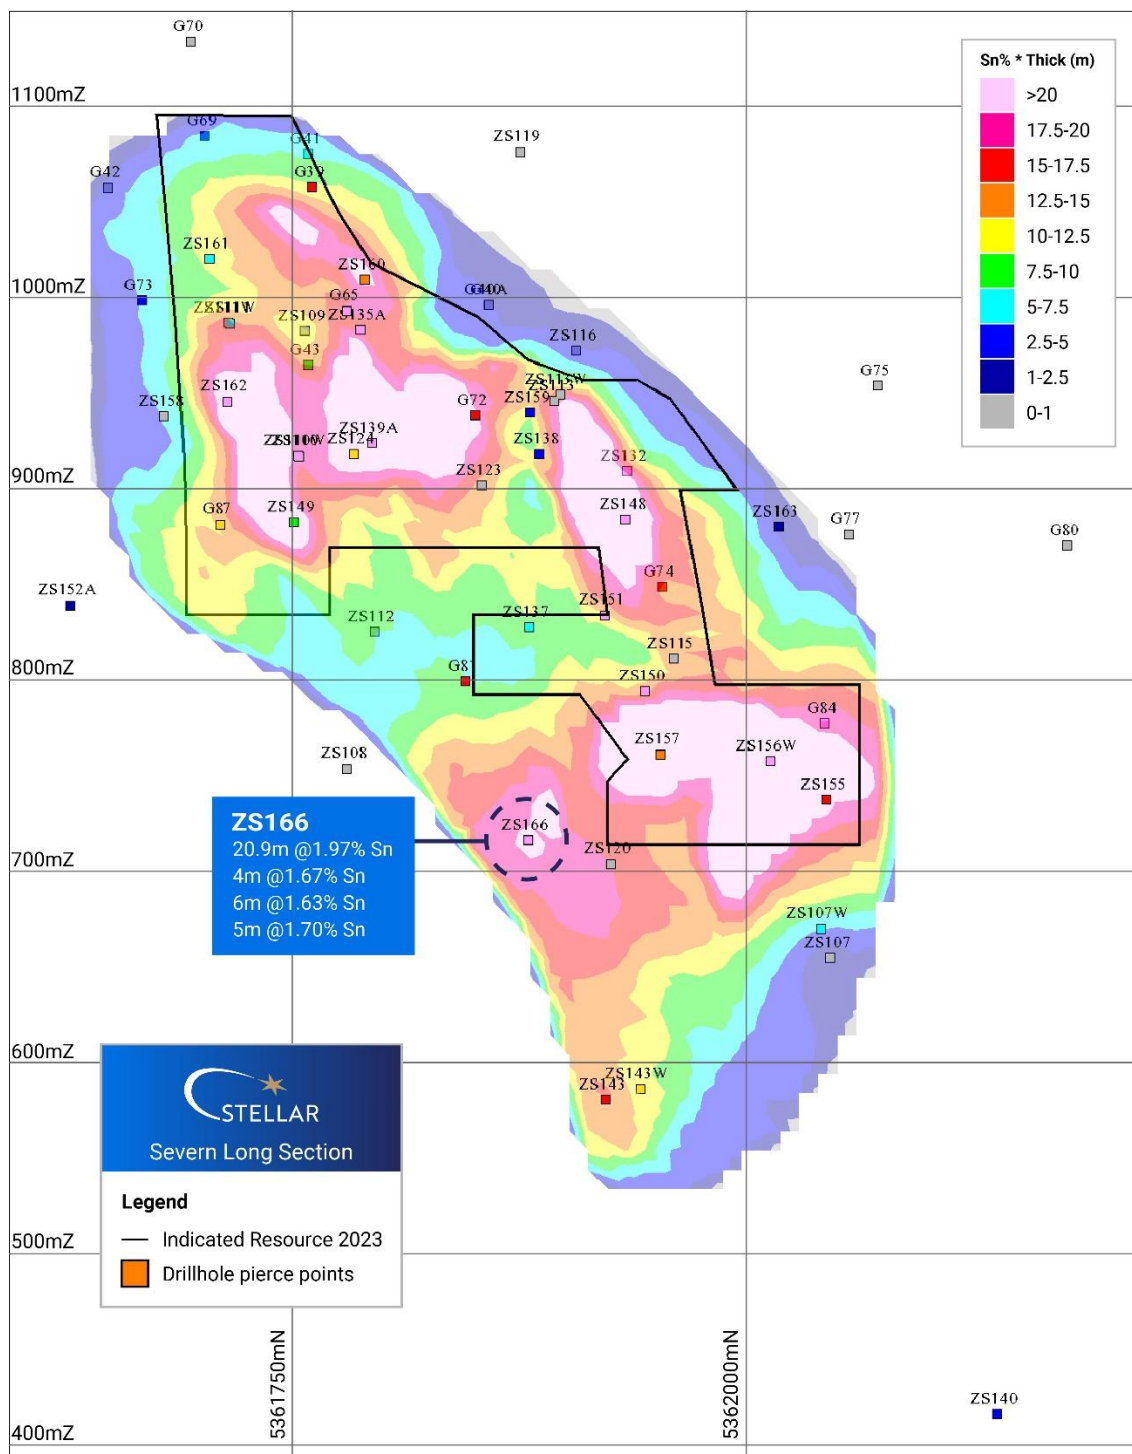 G70
Sn% * Thick (m)
>20
17.5-20
15-17.5
12.5-15
10-12.5
7.5-10
5-7.5
2.5-5
1-2.5
0-1
1100mZ
G69
G41
ZS119
G42
G39
ZS161
ZS160
G73
1000mZ
G65
G40A
ZS111W
ZS109
ZS135A
ZS116
G43
G75
ZS162
ZS158
G72
ZS159
ZS113W
ZS113
ZS124
ZS139A
ZS138
ZS132
ZS123
900mZ
G87
ZS149
ZS148
ZS163
G77
G80
ZS152A
G74
ZS112
ZS137
ZS151
ZS115
800mZ
ZS150
G84
ZS108
ZS157
ZS156W
ZS155
ZS166
20.9m @1.97% Sn
4m @1.67% Sn
6m @1.63% Sn
5m @1.70% Sn
ZS166
ZS120
700mZ
ZS107W
ZS107
600mZ
ZS143
ZS143W
STELLAR
Severn Long Section
Legend
Indicated Resource 2023
Drillhole pierce points
500mZ
5361750mN
5362000mN
ZS140
400mZ